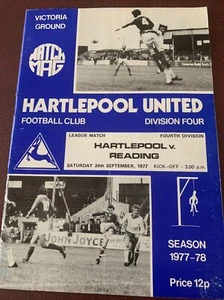 VICTORIA
GROUND
MATCH
MAG
HARTLEPOOL UNITED
FOOTBALL CLUB DIVISION FOUR
LEAGUE MATCH FOURTH DIVISION
HARTLEPOOL v.
READING
SATURDAY 24th SEPTEMBER, 1977 KICK-OFF - 3.00 p.m.
JOHN JOYCE
SEASON
1977-78
Price 12p